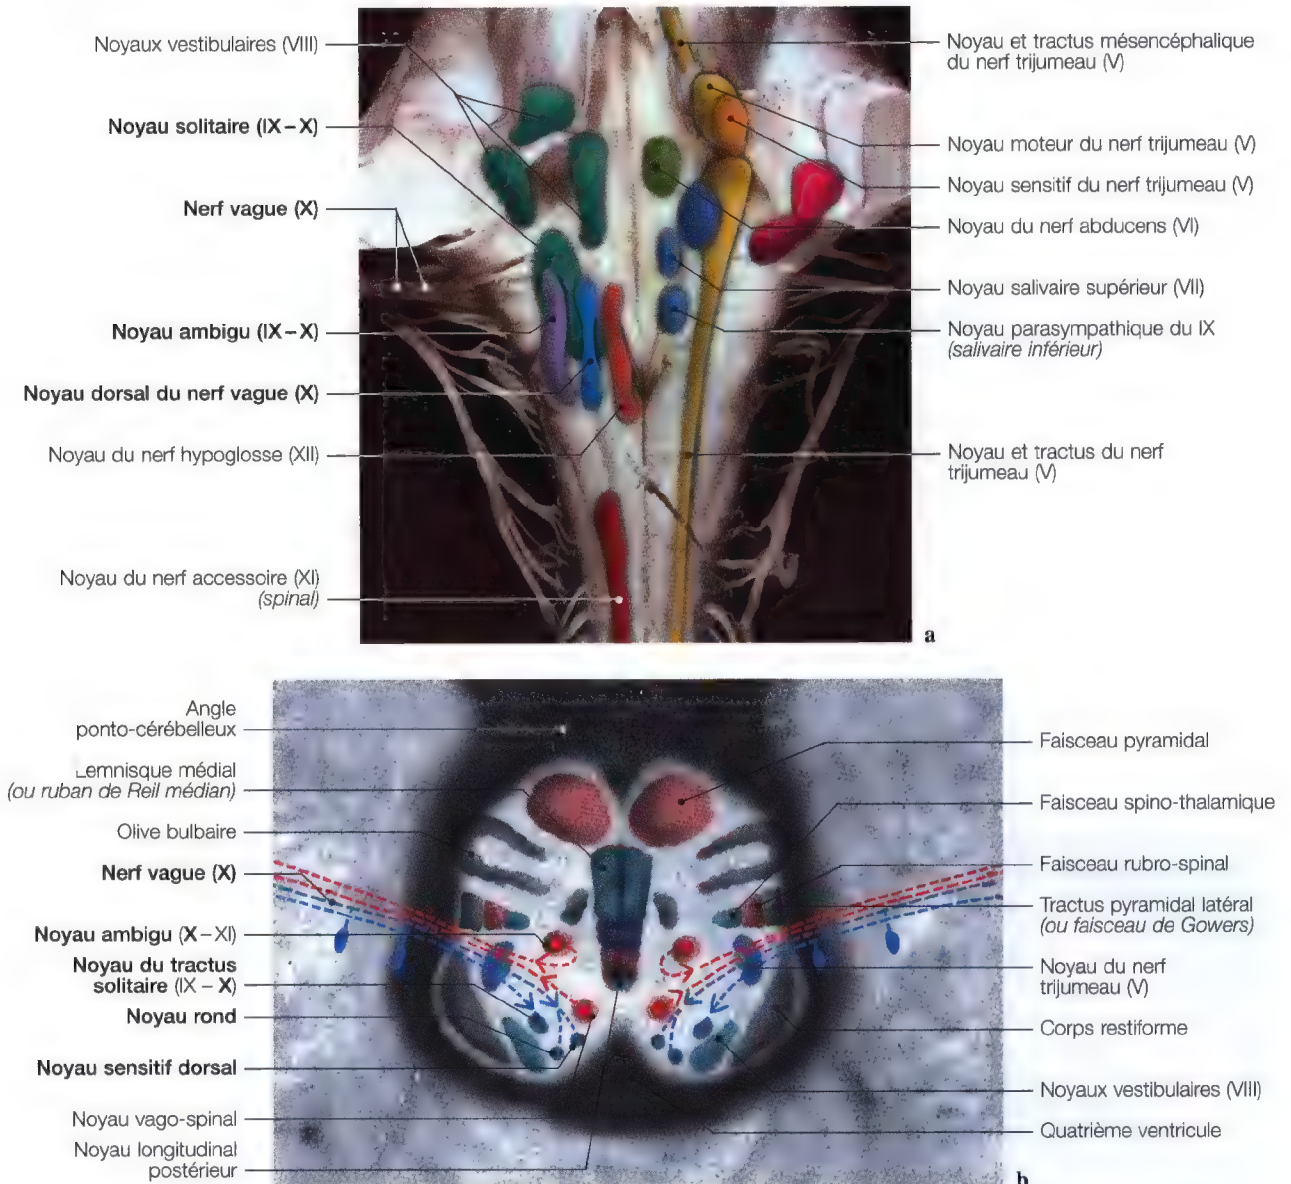 Noyaux vestibulaires (VIII)
Noyau solitaire (IX – X)
Nerf vague (X)
Noyau ambigu (IX – X)
Noyau dorsal du nerf vague (X)
Noyau du nerf hypoglosse (XII)
Noyau du nerf accessoire (XI)
(spinal)
Noyau et tractus mésencéphalique
du nerf trijumeau (V)
Noyau moteur du nerf trijumeau (V)
Noyau sensitif du nerf trijumeau (V)
Noyau du nerf abducens (VI)
Noyau salivaire supérieur (VII)
Noyau parasympathique du IX
(salivaire inférieur)
Noyau et tractus du nerf
trijumeau (V)
a
Angle
ponto-cérébelleux
Lemnisque médial
(ou ruban de Reil médian)
Olive bulbaire
Nerf vague (X)
Noyau ambigu (X – XI)
Noyau du tractus
solitaire (IX – X)
Noyau rond
Noyau sensitif dorsal
Noyau vago-spinal
Noyau longitudinal
postérieur
Faisceau pyramidal
Faisceau spino-thalamique
Faisceau rubro-spinal
Tractus pyramidal latéral
(ou faisceau de Gowers)
Noyau du nerf
trijumeau (V)
Corps restiforme
Noyaux vestibulaires (VIII)
Quatrième ventricule
b